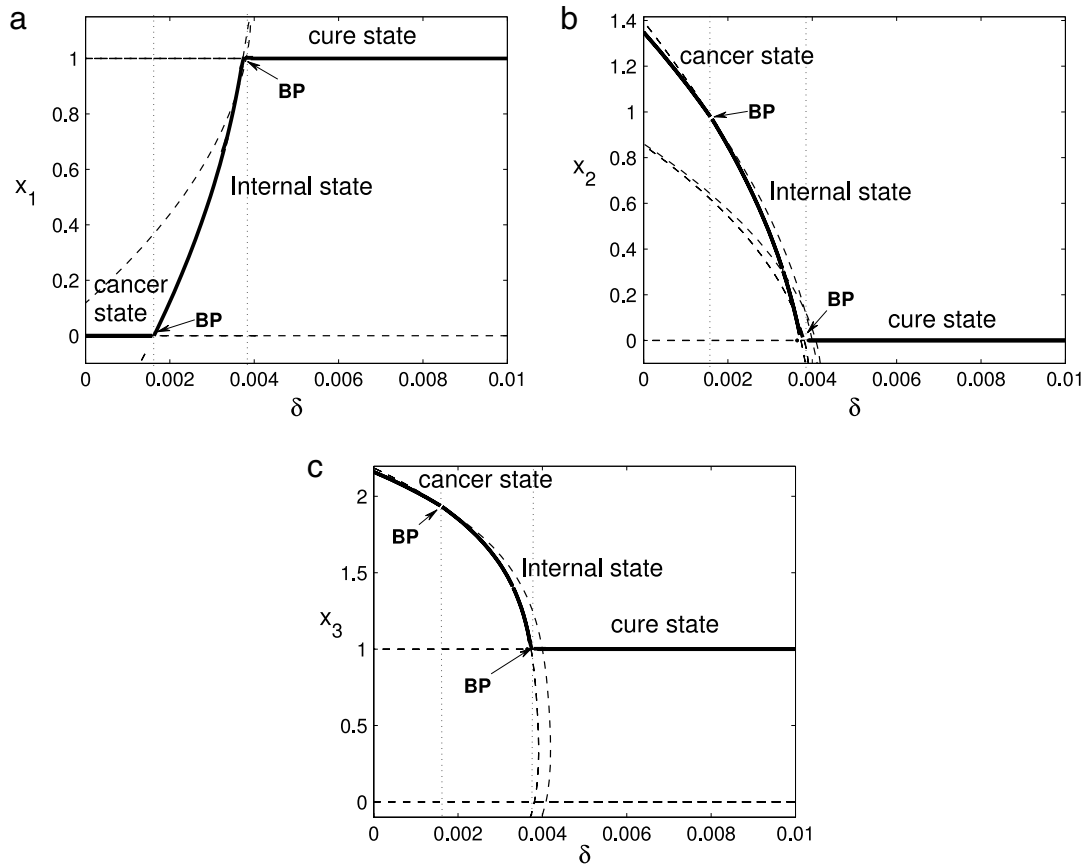 a
cure state
BP
Internal state
cancer
state
BP
x1
1
0.8
0.6
0.4
0.2
0
0 0.002 0.004 0.006 0.008 0.01
δ
b
cancer state
BP
Internal state
BP
cure state
x2
1.4
1.2
1
0.8
0.6
0.4
0.2
0
0 0.002 0.004 0.006 0.008 0.01
δ
c
cancer state
BP
Internal state
cure state
BP
x3
2
1.5
1
0.5
0
0 0.002 0.004 0.006 0.008 0.01
δ